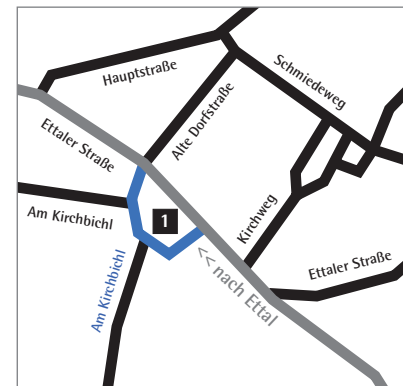 Hauptstraße
Schmiedeweg
Ettaler Straße
Alte Dorfstraße
Am Kirchbichl
1
Kirchweg
Am Kirchbichl
<< nach Ettal
Ettaler Straße